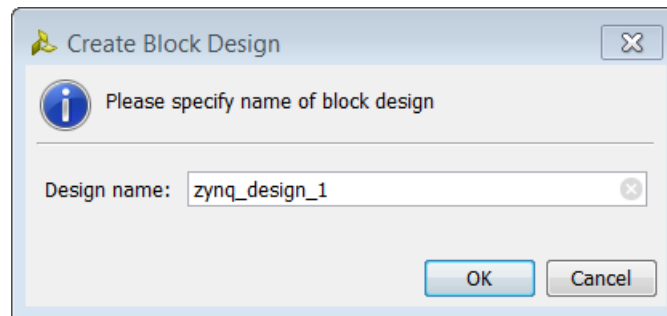 Create Block Design
Please specify name of block design
Design name: zynq_design_1
OK Cancel